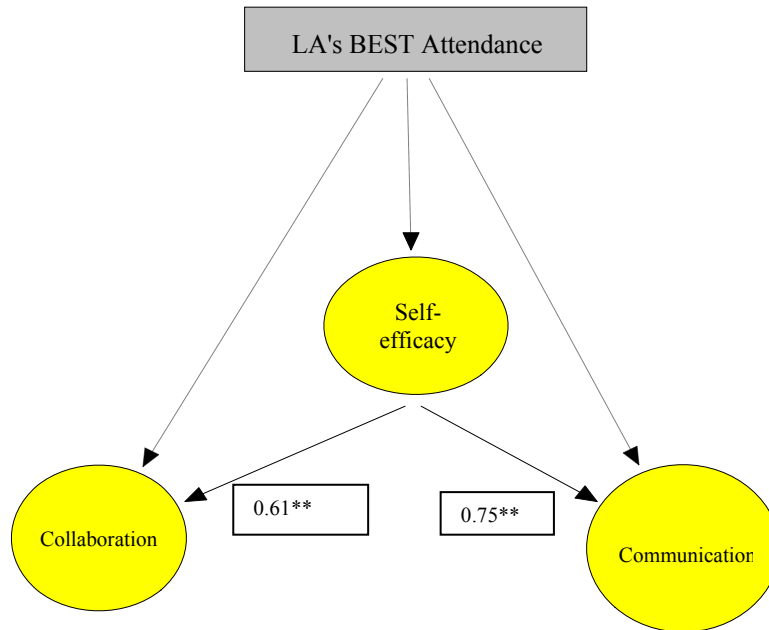 LA's BEST Attendance
Self-
efficacy
0.61**
0.75**
Collaboration
Communication